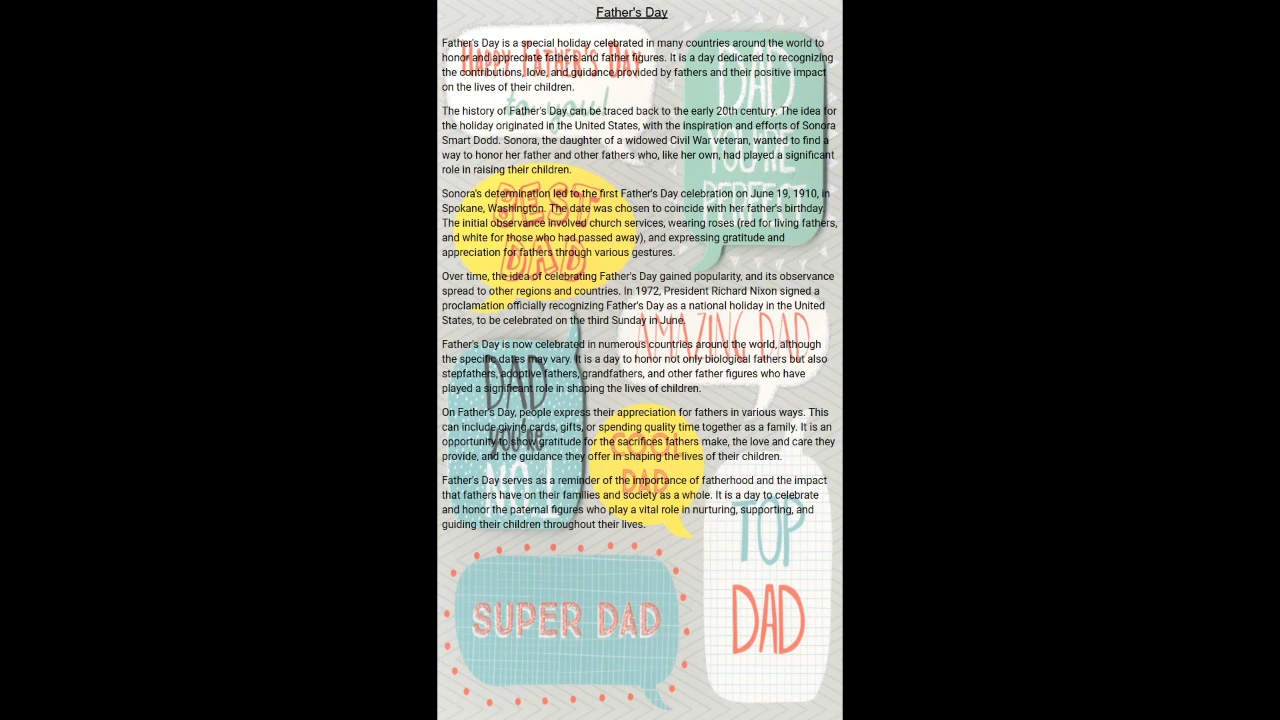 Father's Day
Father's Day is a special holiday celebrated in many countries around the world to
honor and appreciate fathers and father figures. It is a day dedicated to recognizing
the contributions, love, and guidance provided by fathers and their positive impact
on the lives of their children.
The history of Father's Day can be traced back to the early 20th century. The idea for
the holiday originated in the United States, with the inspiration and efforts of Sonora
Smart Dodd. Sonora, the daughter of a widowed Civil War veteran, wanted to find a
way to honor her father and other fathers who, like her own, had played a significant
role in raising their children.
Sonora's determination led to the first Father's Day celebration on June 19, 1910, in
Spokane, Washington. The date was chosen to coincide with her father's birthday.
The initial observance involved church services, wearing roses (red for living fathers,
and white for those who had passed away), and expressing gratitude and
appreciation for fathers through various gestures.
Over time, the idea of celebrating Father's Day gained popularity, and its observance
spread to other regions and countries. In 1972, President Richard Nixon signed a
proclamation officially recognizing Father's Day as a national holiday in the United
States, to be celebrated on the third Sunday in June.
Father's Day is now celebrated in numerous countries around the world, although
the specific dates may vary. It is a day to honor not only biological fathers but also
stepfathers, adoptive fathers, grandfathers, and other father figures who have
played a significant role in shaping the lives of children.
On Father's Day, people express their appreciation for fathers in various ways. This
can include giving cards, gifts, or spending quality time together as a family. It is an
opportunity to show gratitude for the sacrifices fathers make, the love and care they
provide, and the guidance they offer in shaping the lives of their children.
Father's Day serves as a reminder of the importance of fatherhood and the impact
that fathers have on their families and society as a whole. It is a day to celebrate
and honor the paternal figures who play a vital role in nurturing, supporting, and
guiding their children throughout their lives.
HAPPY FATHER'S DAY
to you!
DAD
YOU'RE
PERFECT
BEST
DAD
AMAZING DAD
DAD
you're
NO.1
COOL
DAD
TOP
DAD
SUPER DAD